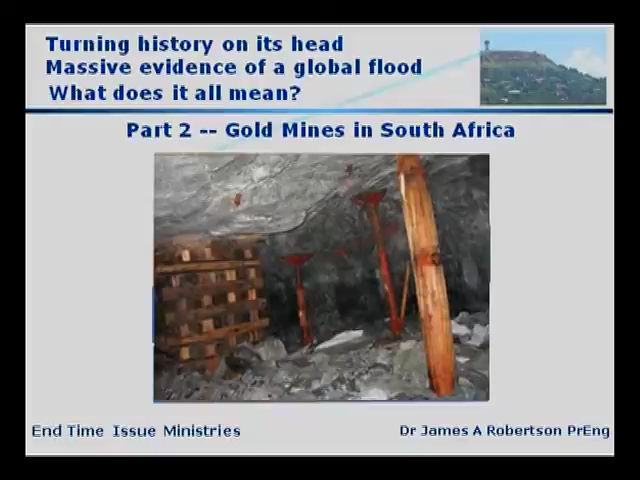 Turning history on its head
Massive evidence of a global flood
What does it all mean?
Part 2 -- Gold Mines in South Africa
End Time Issue Ministries
Dr James A Robertson PrEng